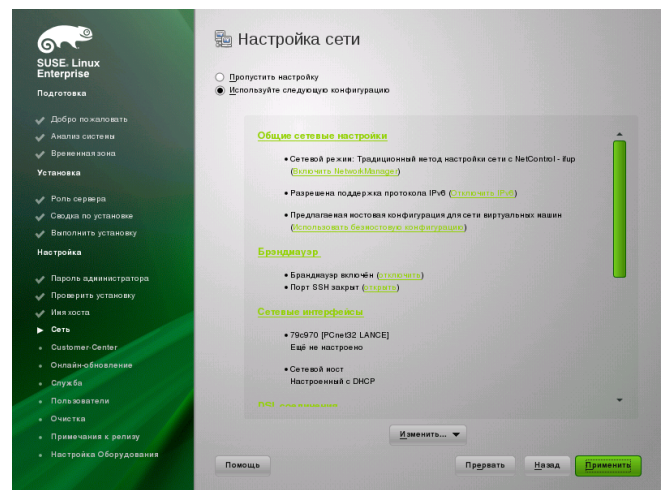 SUSE. Linux
Enterprise
Подготовка
Добро пожаловать
Анализ системы
Временная зона
Установка
Роль сервера
Сводка по установке
Выполнить установку
Настройка
Пароль администратора
Проверить установку
Имя хоста
Сеть
Customer Center
Онлайн-обновление
Служба
Пользователи
Очистка
Примечания к релизу
Настройка Оборудования
Настройка сети
Пропустить настройку
Используйте следующую конфигурацию
Общие сетевые настройки
Сетевой режим: Традиционный метод настройки сети с NetControl - ifup
(Включить NetworkManager)
Разрешена поддержка протокола IPv6 (Отключить IPv6)
Предлагаемая мостовая конфигурация для сети виртуальных машин
(Использовать безмостовую конфигурацию)
Брэндмауэр
Брандмауэр включён (отключить)
Порт SSH закрыт (открыть)
Сетевые интерфейсы
79c970 [PCnet32 LANCE]
Ещё не настроено
Сетевой мост
Настроенный с DHCP
Изменить...
Помощь
Прервать
Назад
Применить